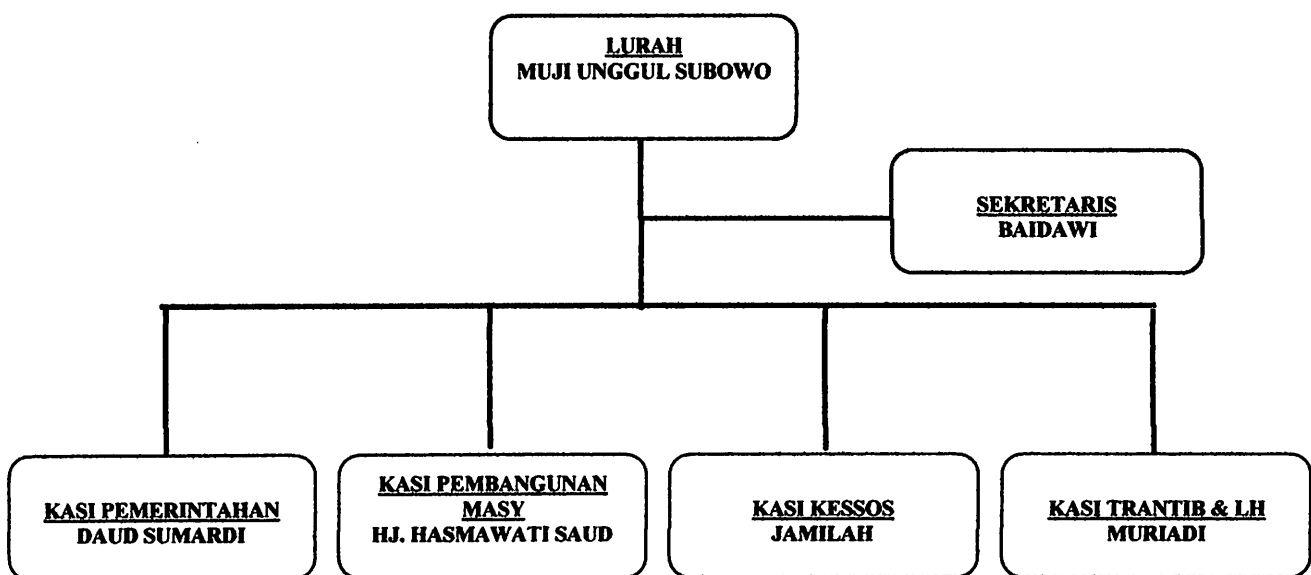 LURAH
MUJI UNGGUL SUBOWO
SEKRETARIS
BAIDAWI
KASI PEMERINTAHAN
DAUD SUMARDI
KASI PEMBANGUNAN
MASY
HJ. HASMAWATI SAUD
KASI KESSOS
JAMILAH
KASI TRANTIB & LH
MURIADI